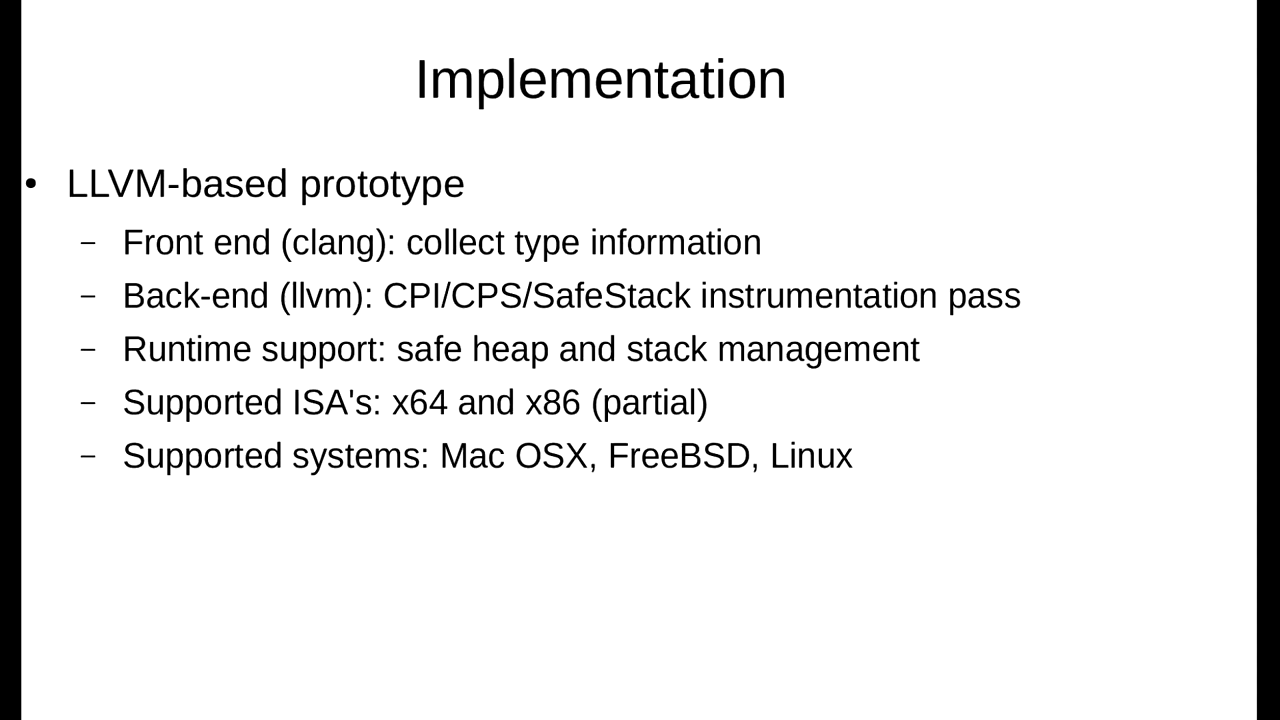 Implementation
• LLVM-based prototype
– Front end (clang): collect type information
– Back-end (llvm): CPI/CPS/SafeStack instrumentation pass
– Runtime support: safe heap and stack management
– Supported ISA's: x64 and x86 (partial)
– Supported systems: Mac OSX, FreeBSD, Linux